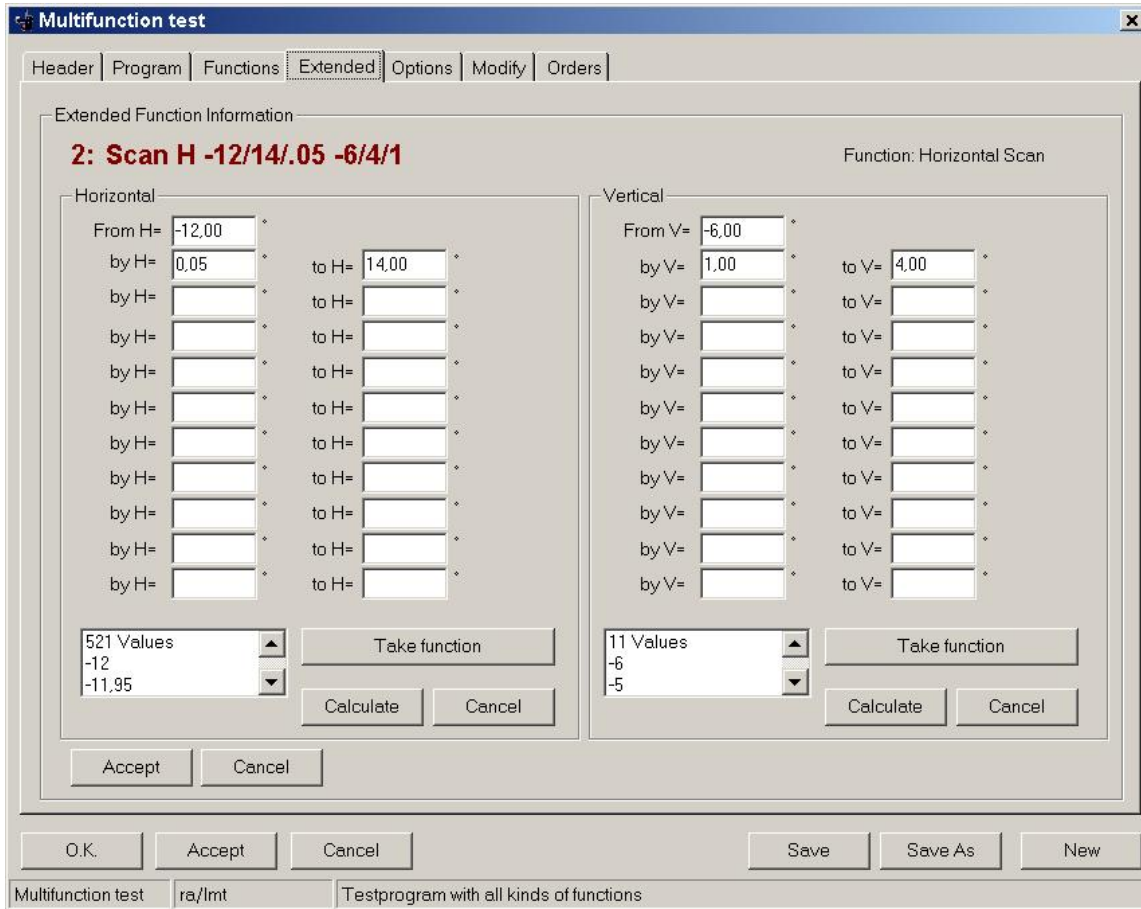 Multifunction test
Header Program Functions Extended Options Modify Orders
Extended Function Information
2: Scan H -12/14/.05 -6/4/1
Function: Horizontal Scan
Horizontal
From H= -12,00 °
by H= 0,05 ° to H= 14,00 °
by H= ° to H= °
by H= ° to H= °
by H= ° to H= °
by H= ° to H= °
by H= ° to H= °
by H= ° to H= °
by H= ° to H= °
by H= ° to H= °
by H= ° to H= °
521 Values
-12
-11,95
Take function
Calculate Cancel
Vertical
From V= -6,00 °
by V= 1,00 ° to V= 4,00 °
by V= ° to V= °
by V= ° to V= °
by V= ° to V= °
by V= ° to V= °
by V= ° to V= °
by V= ° to V= °
by V= ° to V= °
by V= ° to V= °
by V= ° to V= °
11 Values
-6
-5
Take function
Calculate Cancel
Accept Cancel
O.K. Accept Cancel Save Save As New
Multifunction test ra/lmt Testprogram with all kinds of functions